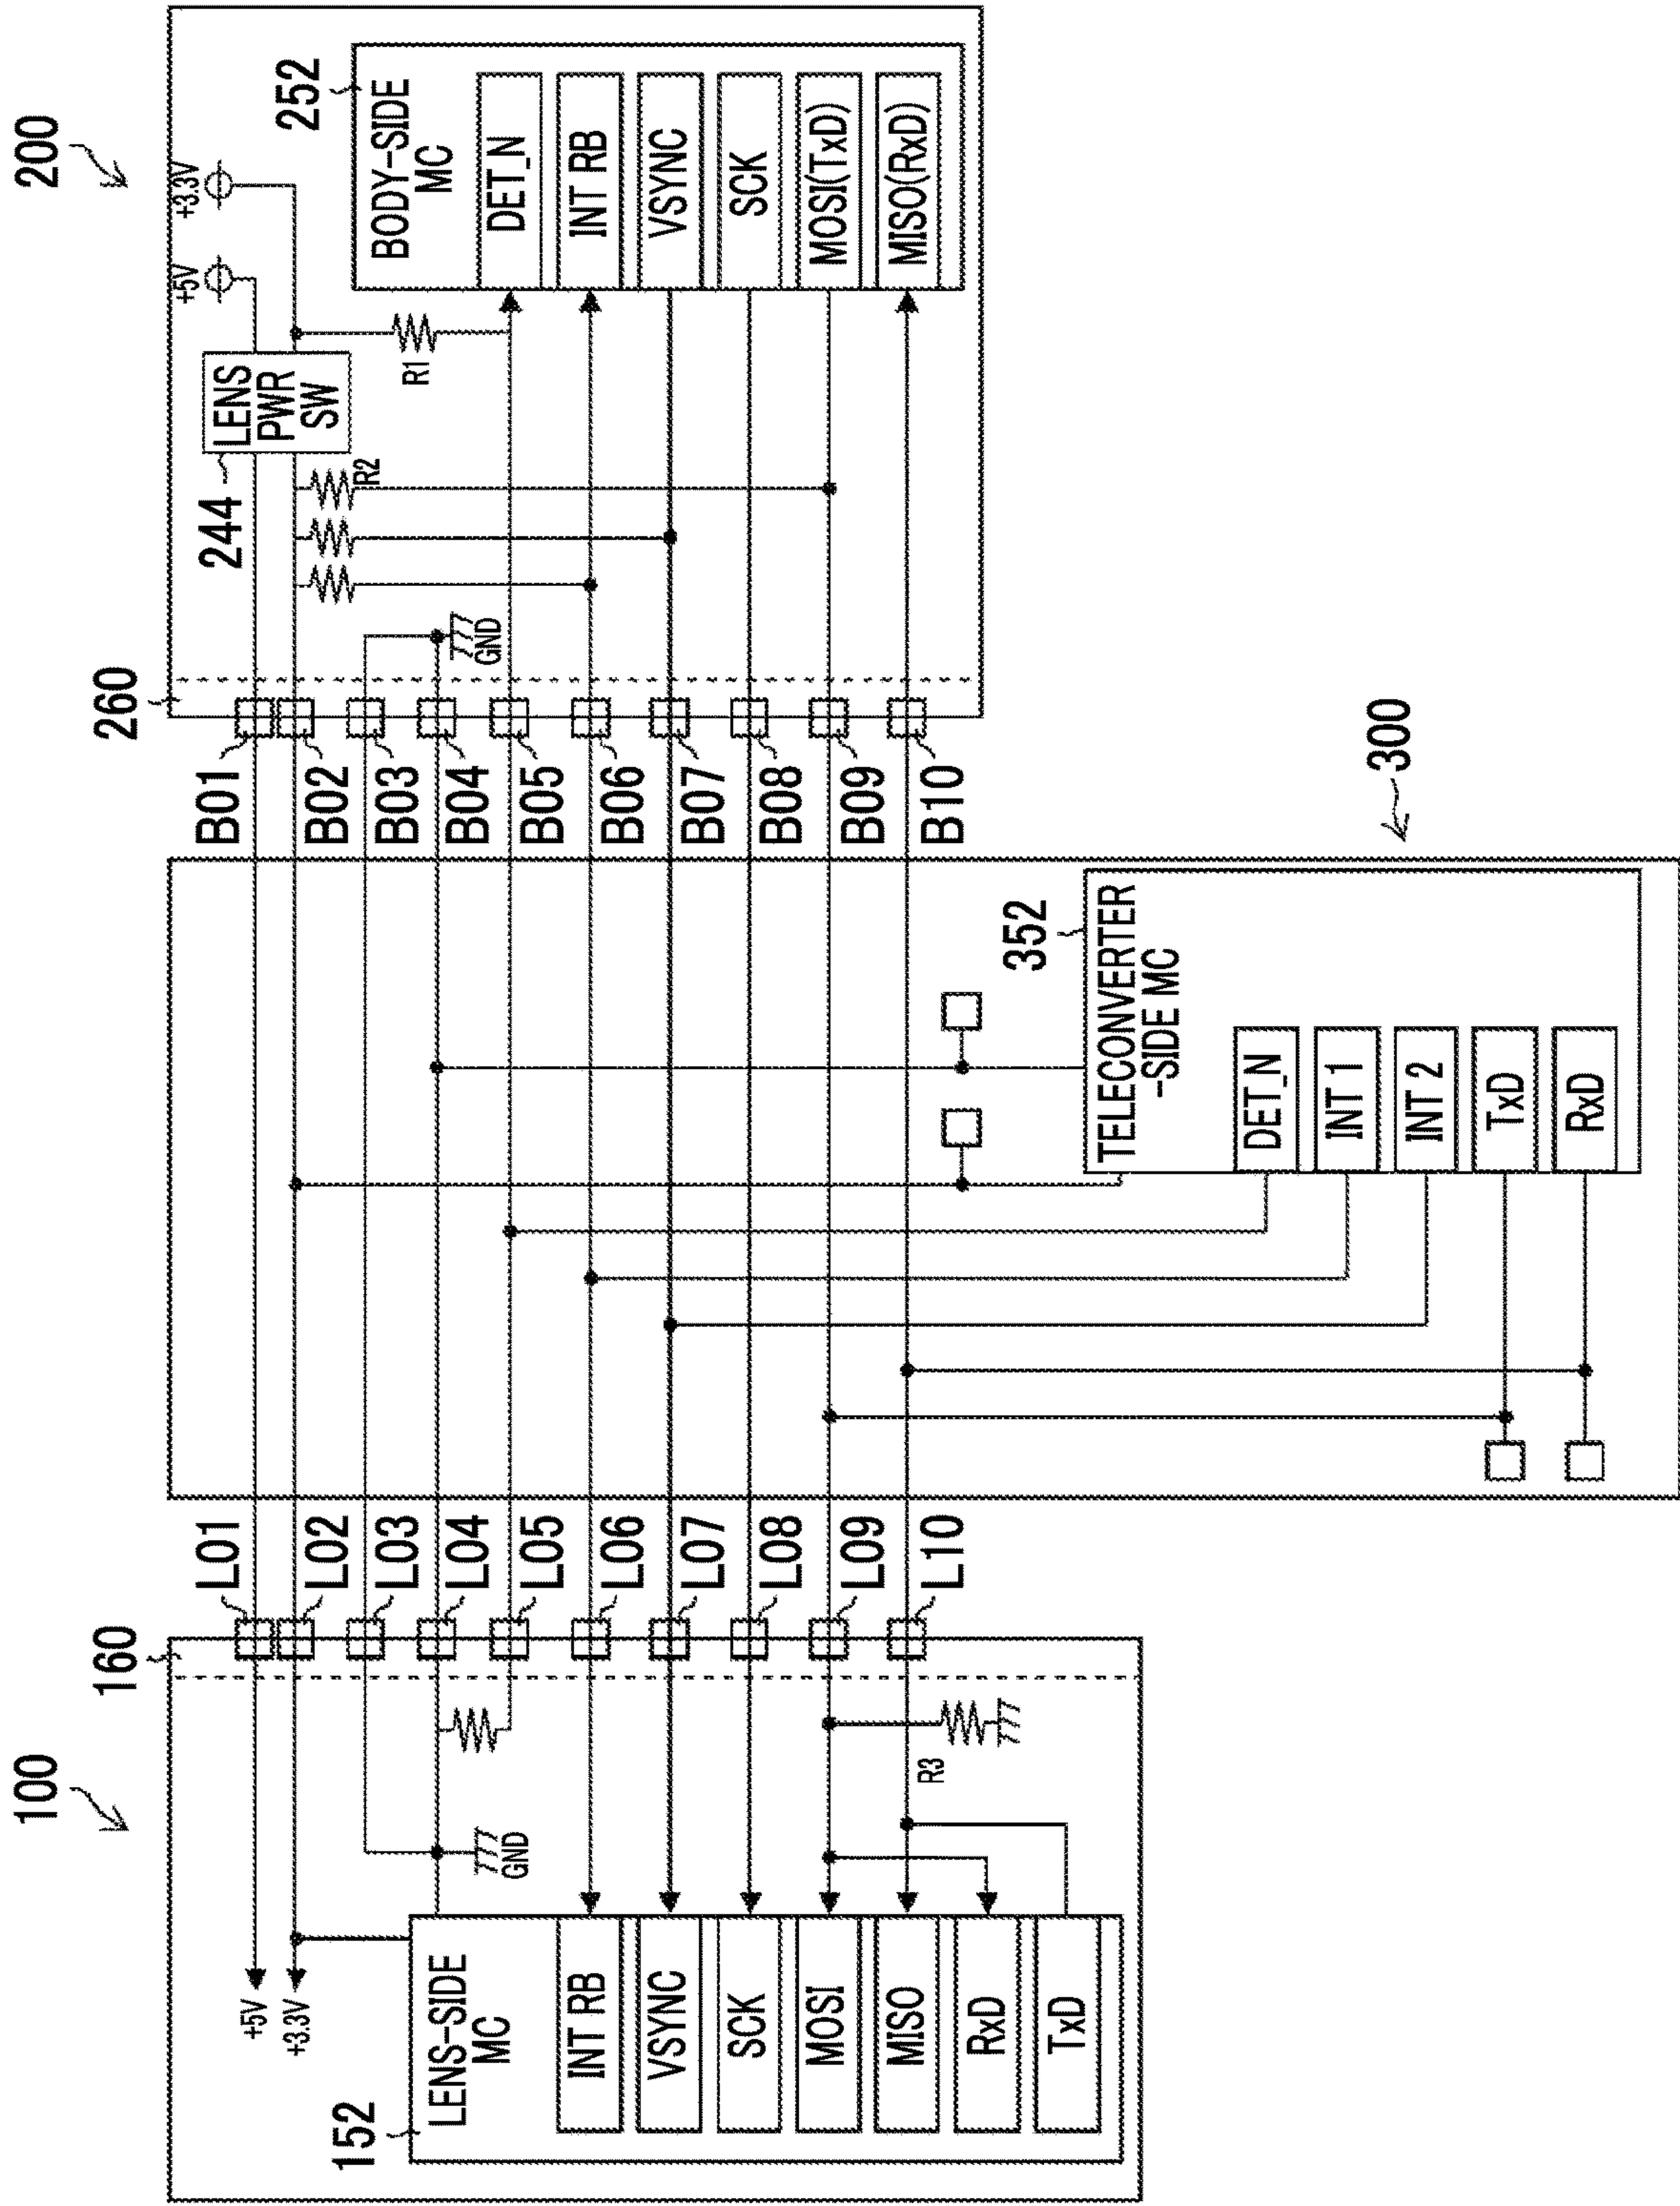 100
160
+5V
+3.3V
152
LENS-SIDE
MC
INT RB
VSYNC
SCK
MOSI
MISO
RxD
TxD
GND
R3
L01
L02
L03
L04
L05
L06
L07
L08
L09
L10
300
352
TELECONVERTER
-SIDE MC
DET_N
INT 1
INT 2
TxD
RxD
B01
B02
B03
B04
B05
B06
B07
B08
B09
B10
200
260
244
LENS
PWR
SW
+5V
+3.3V
R2
R1
GND
252
BODY-SIDE
MC
DET_N
INT RB
VSYNC
SCK
MOSI(TxD)
MISO(RxD)